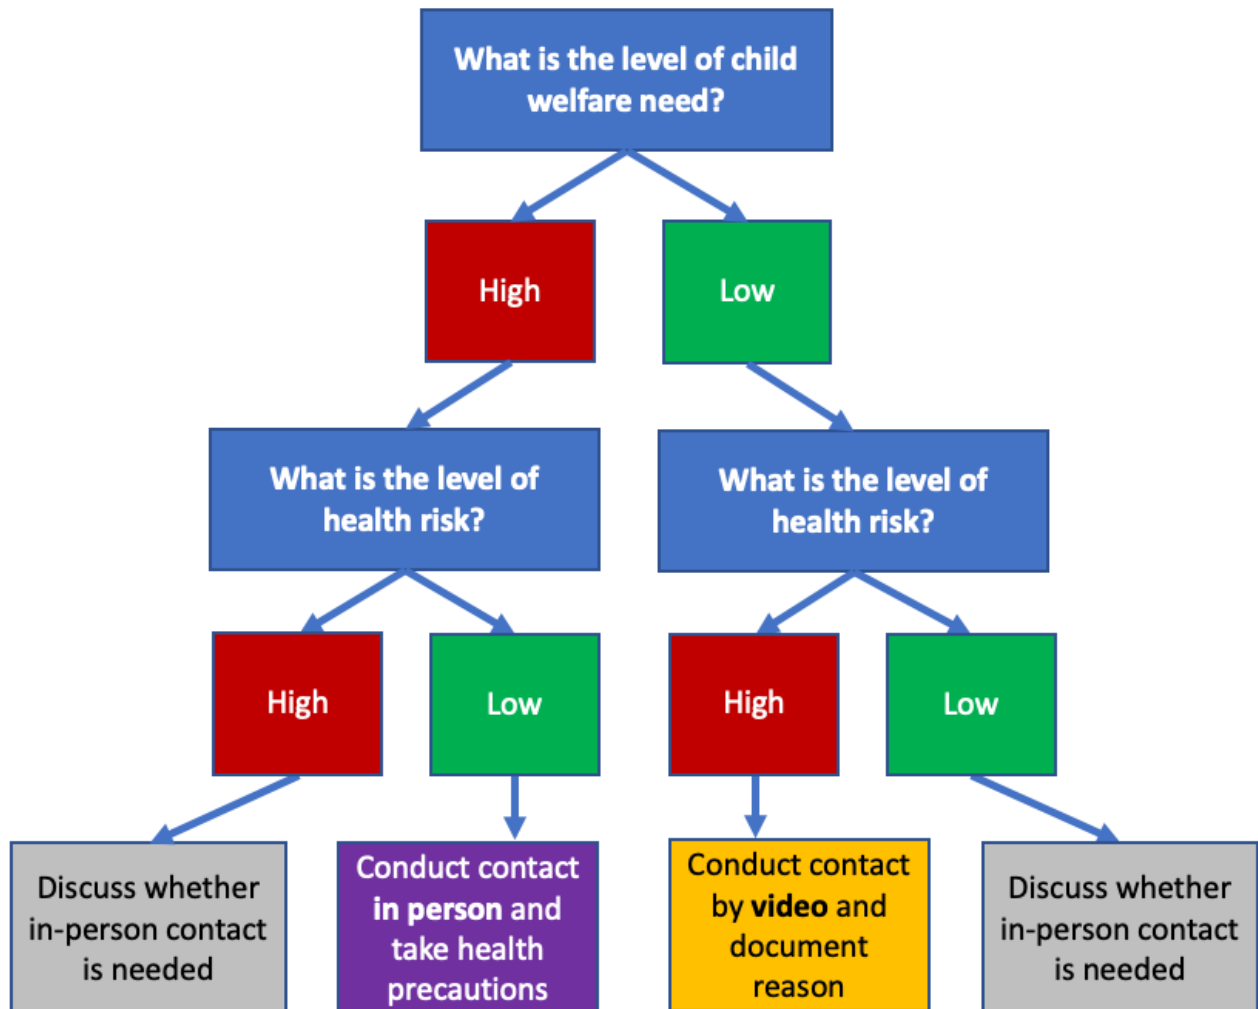 What is the level of child
welfare need?
High
Low
What is the level of
health risk?
What is the level of
health risk?
High
Low
High
Low
Discuss whether
in-person contact
is needed
Conduct contact
in person and
take health
precautions
Conduct contact
by video and
document
reason
Discuss whether
in-person contact
is needed